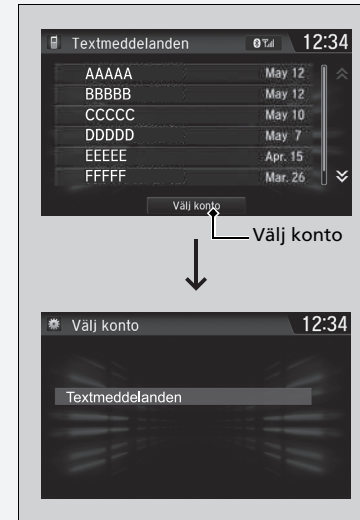 Textmeddelanden 12:34
AAAAA May 12
BBBBB May 12
CCCCC May 10
DDDDD May 7
EEEEE Apr. 15
FFFFF Mar. 26
Välj konto
Välj konto
Välj konto 12:34
Textmeddelanden